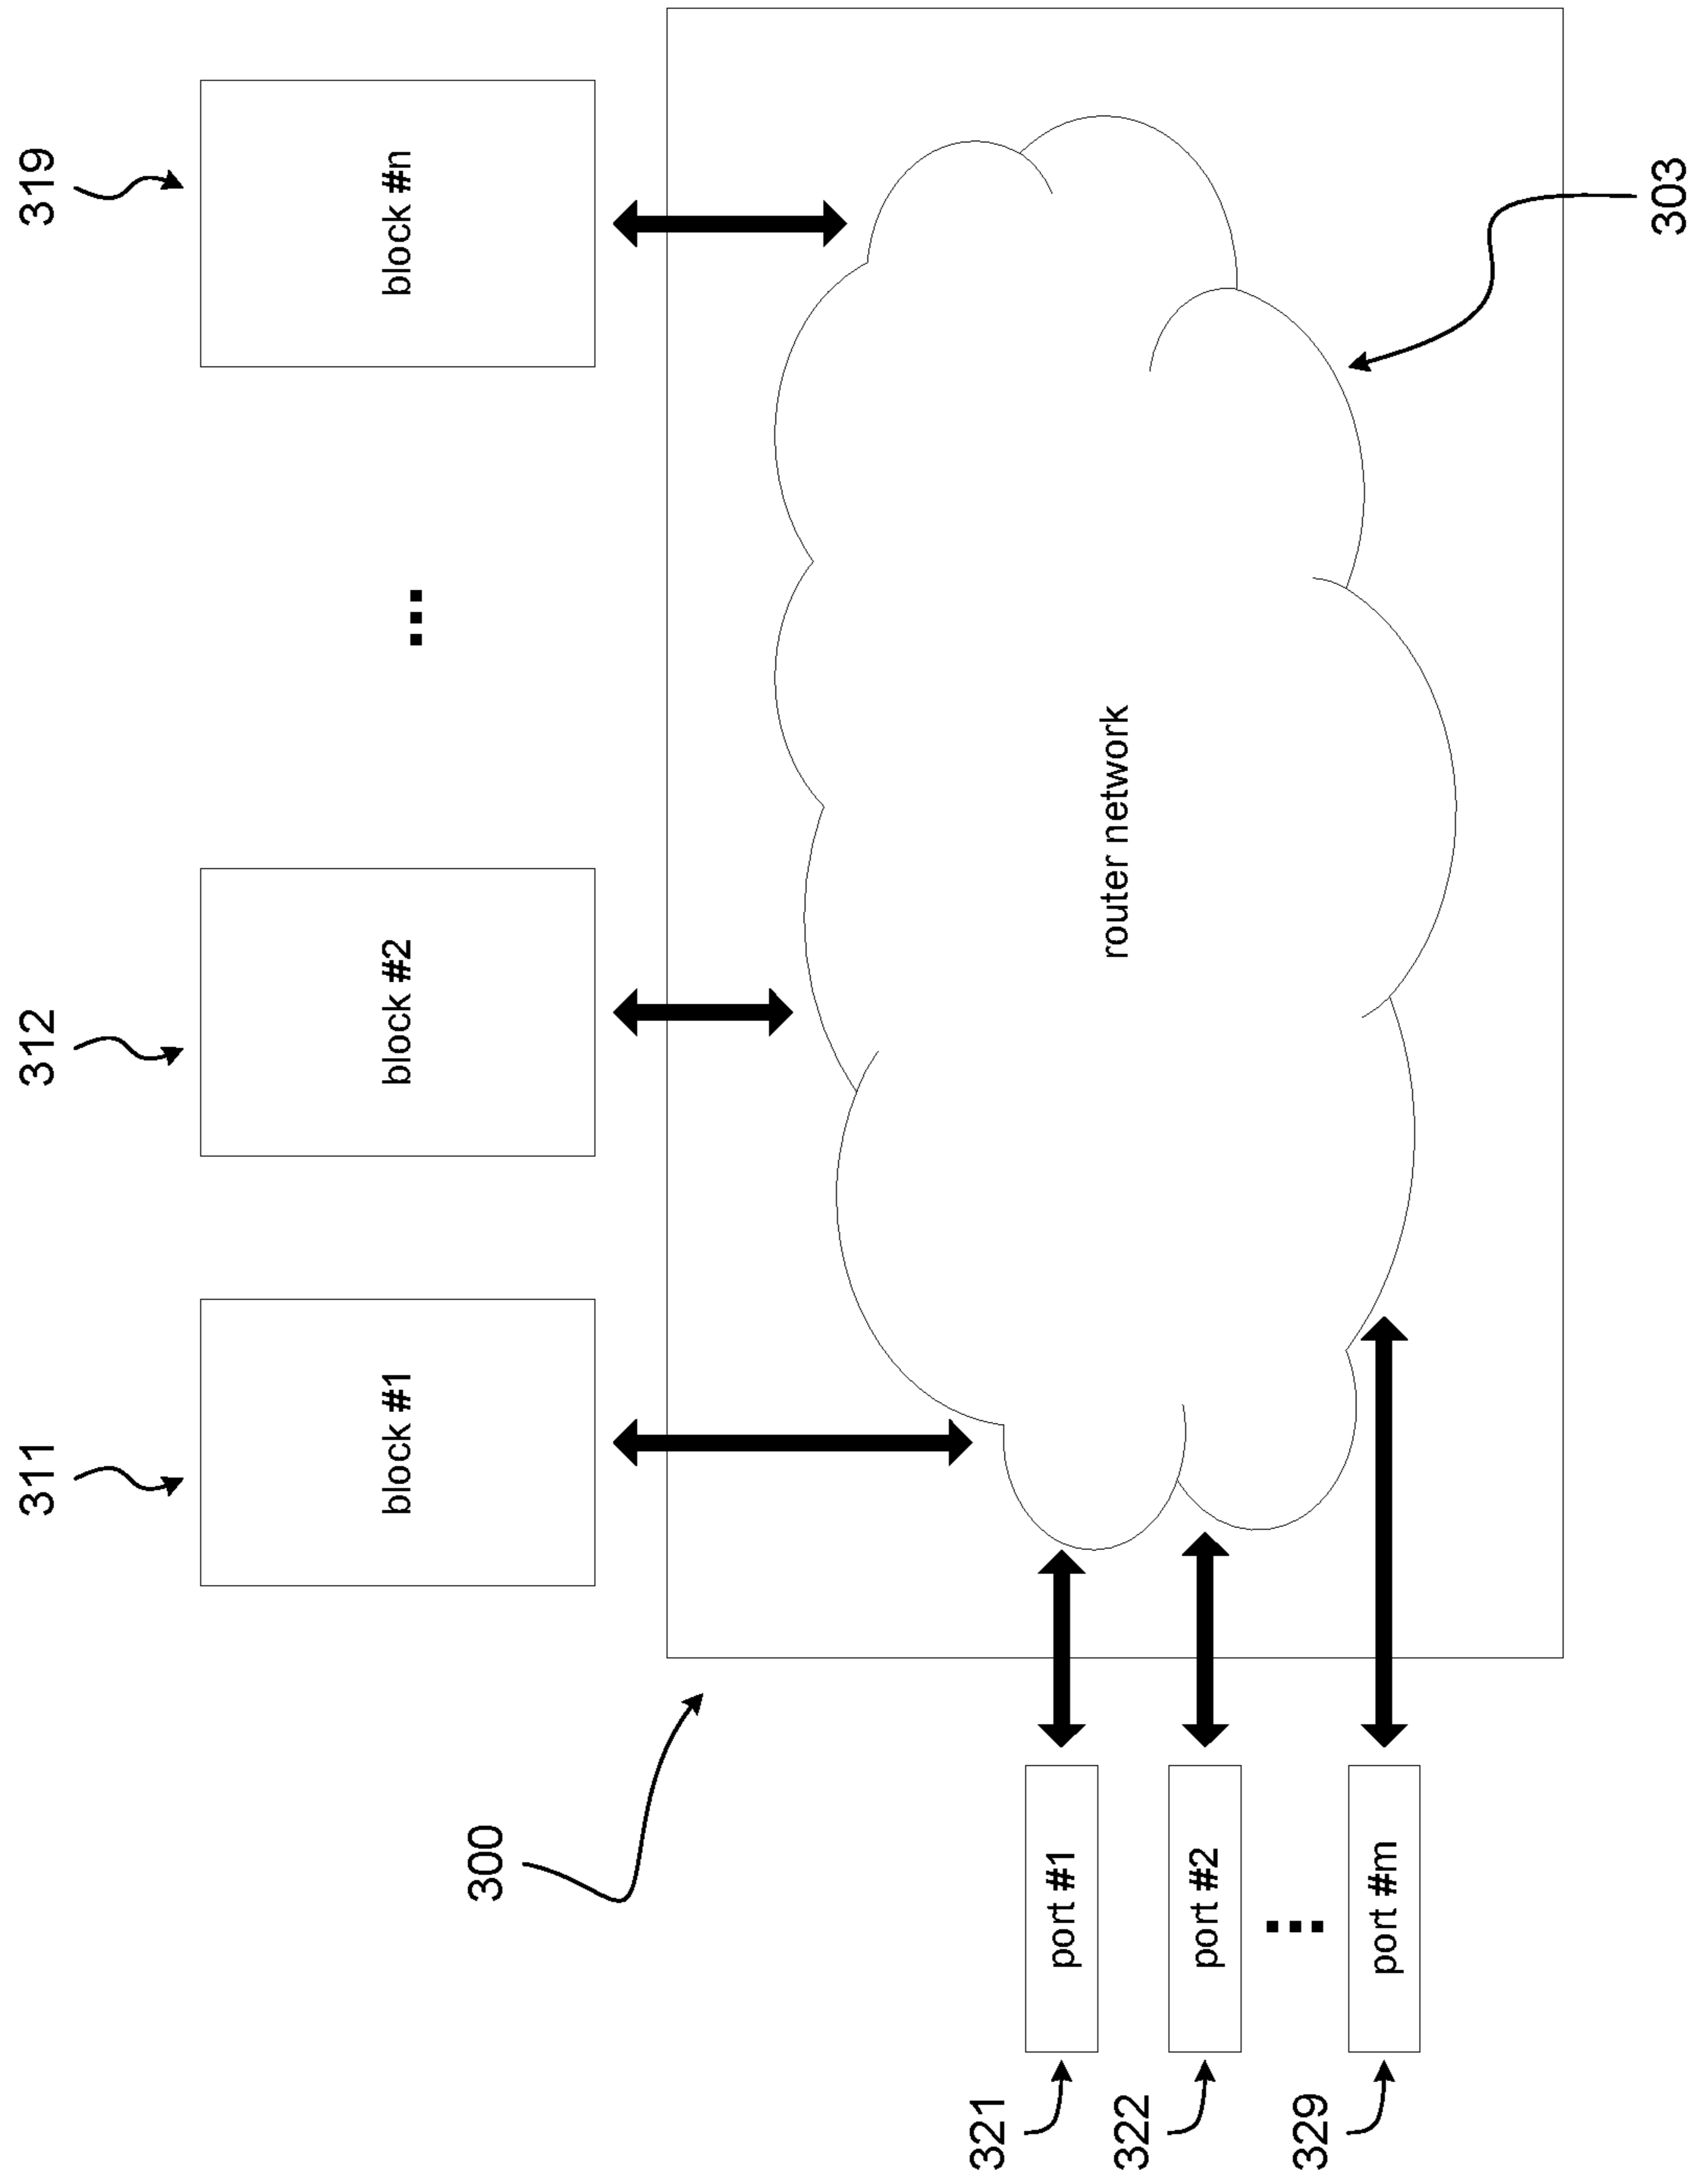 311
312
319
block #1
block #2
...
block #n
300
321
port #1
322
port #2
...
329
port #m
router network
303